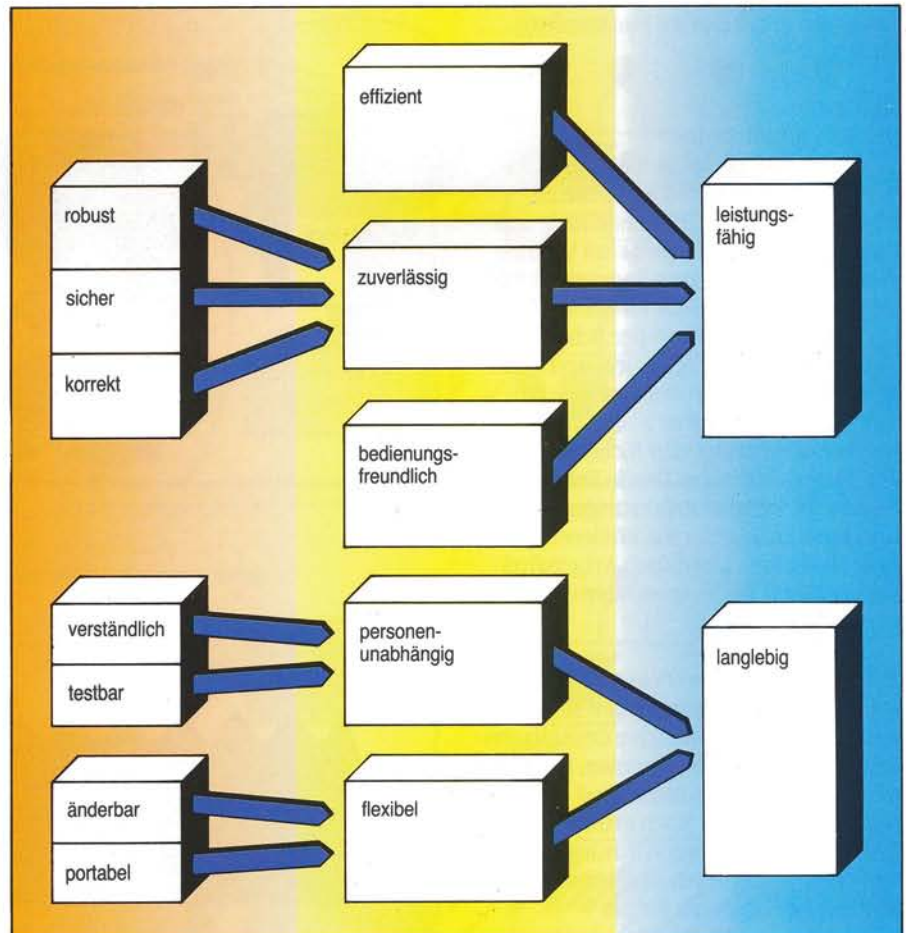 effizient
robust
sicher
korrekt
zuverlässig
leistungs-
fähig
bedienungs-
freundlich
verständlich
testbar
personen-
unabhängig
langlebig
änderbar
portabel
flexibel